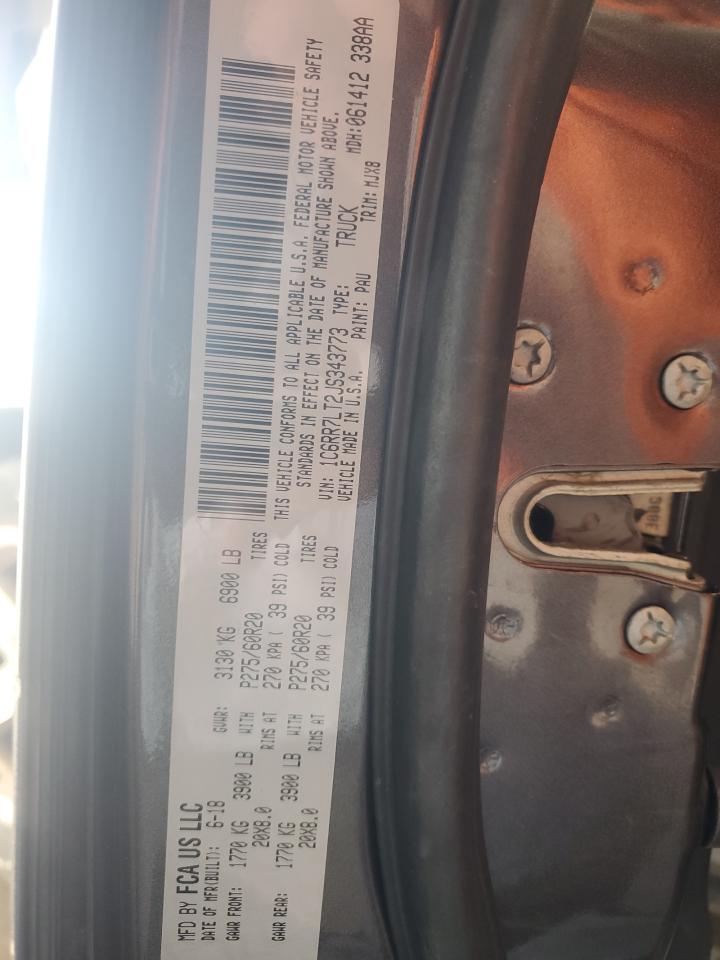 MFD BY FCA US LLC
DATE OF MFR(BUILT): 6-18 GVWR: 3130 KG 6900 LB
GAWR FRONT: 1770 KG 3900 LB WITH P275/60R20 TIRES
20X8.0 RIMS AT 270 KPA ( 39 PSI) COLD
GAWR REAR: 1770 KG 3900 LB WITH P275/60R20 TIRES
20X8.0 RIMS AT 270 KPA ( 39 PSI) COLD
THIS VEHICLE CONFORMS TO ALL APPLICABLE U.S.A. FEDERAL MOTOR VEHICLE SAFETY
STANDARDS IN EFFECT ON THE DATE OF MANUFACTURE SHOWN ABOVE.
VIN: 1C6RR7LT2JS343773 TYPE: TRUCK MDH:061412 338AA
VEHICLE MADE IN U.S.A. PAINT: PAU TRIM: MJX8